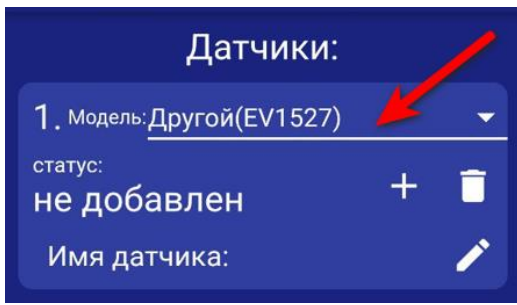 Датчики:
1. Модель: Другой(EV1527)
статус:
не добавлен
Имя датчика: